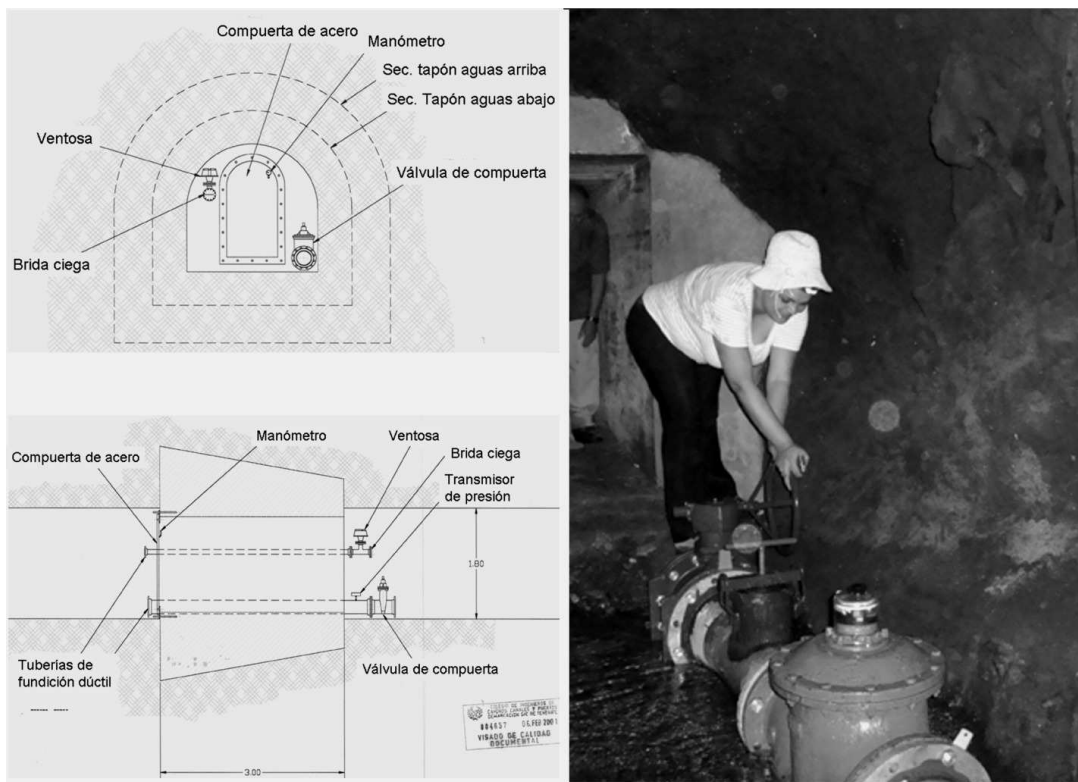 Compuerta de acero
Manómetro
Sec. tapón aguas arriba
Sec. Tapón aguas abajo
Ventosa
Válvula de compuerta
Brida ciega
Manómetro
Ventosa
Compuerta de acero
Brida ciega
Transmisor
de presión
1.80
Tuberías de
fundición dúctil
Válvula de compuerta
3.00
VISADO DE CALIDAD
DOCUMENTAL